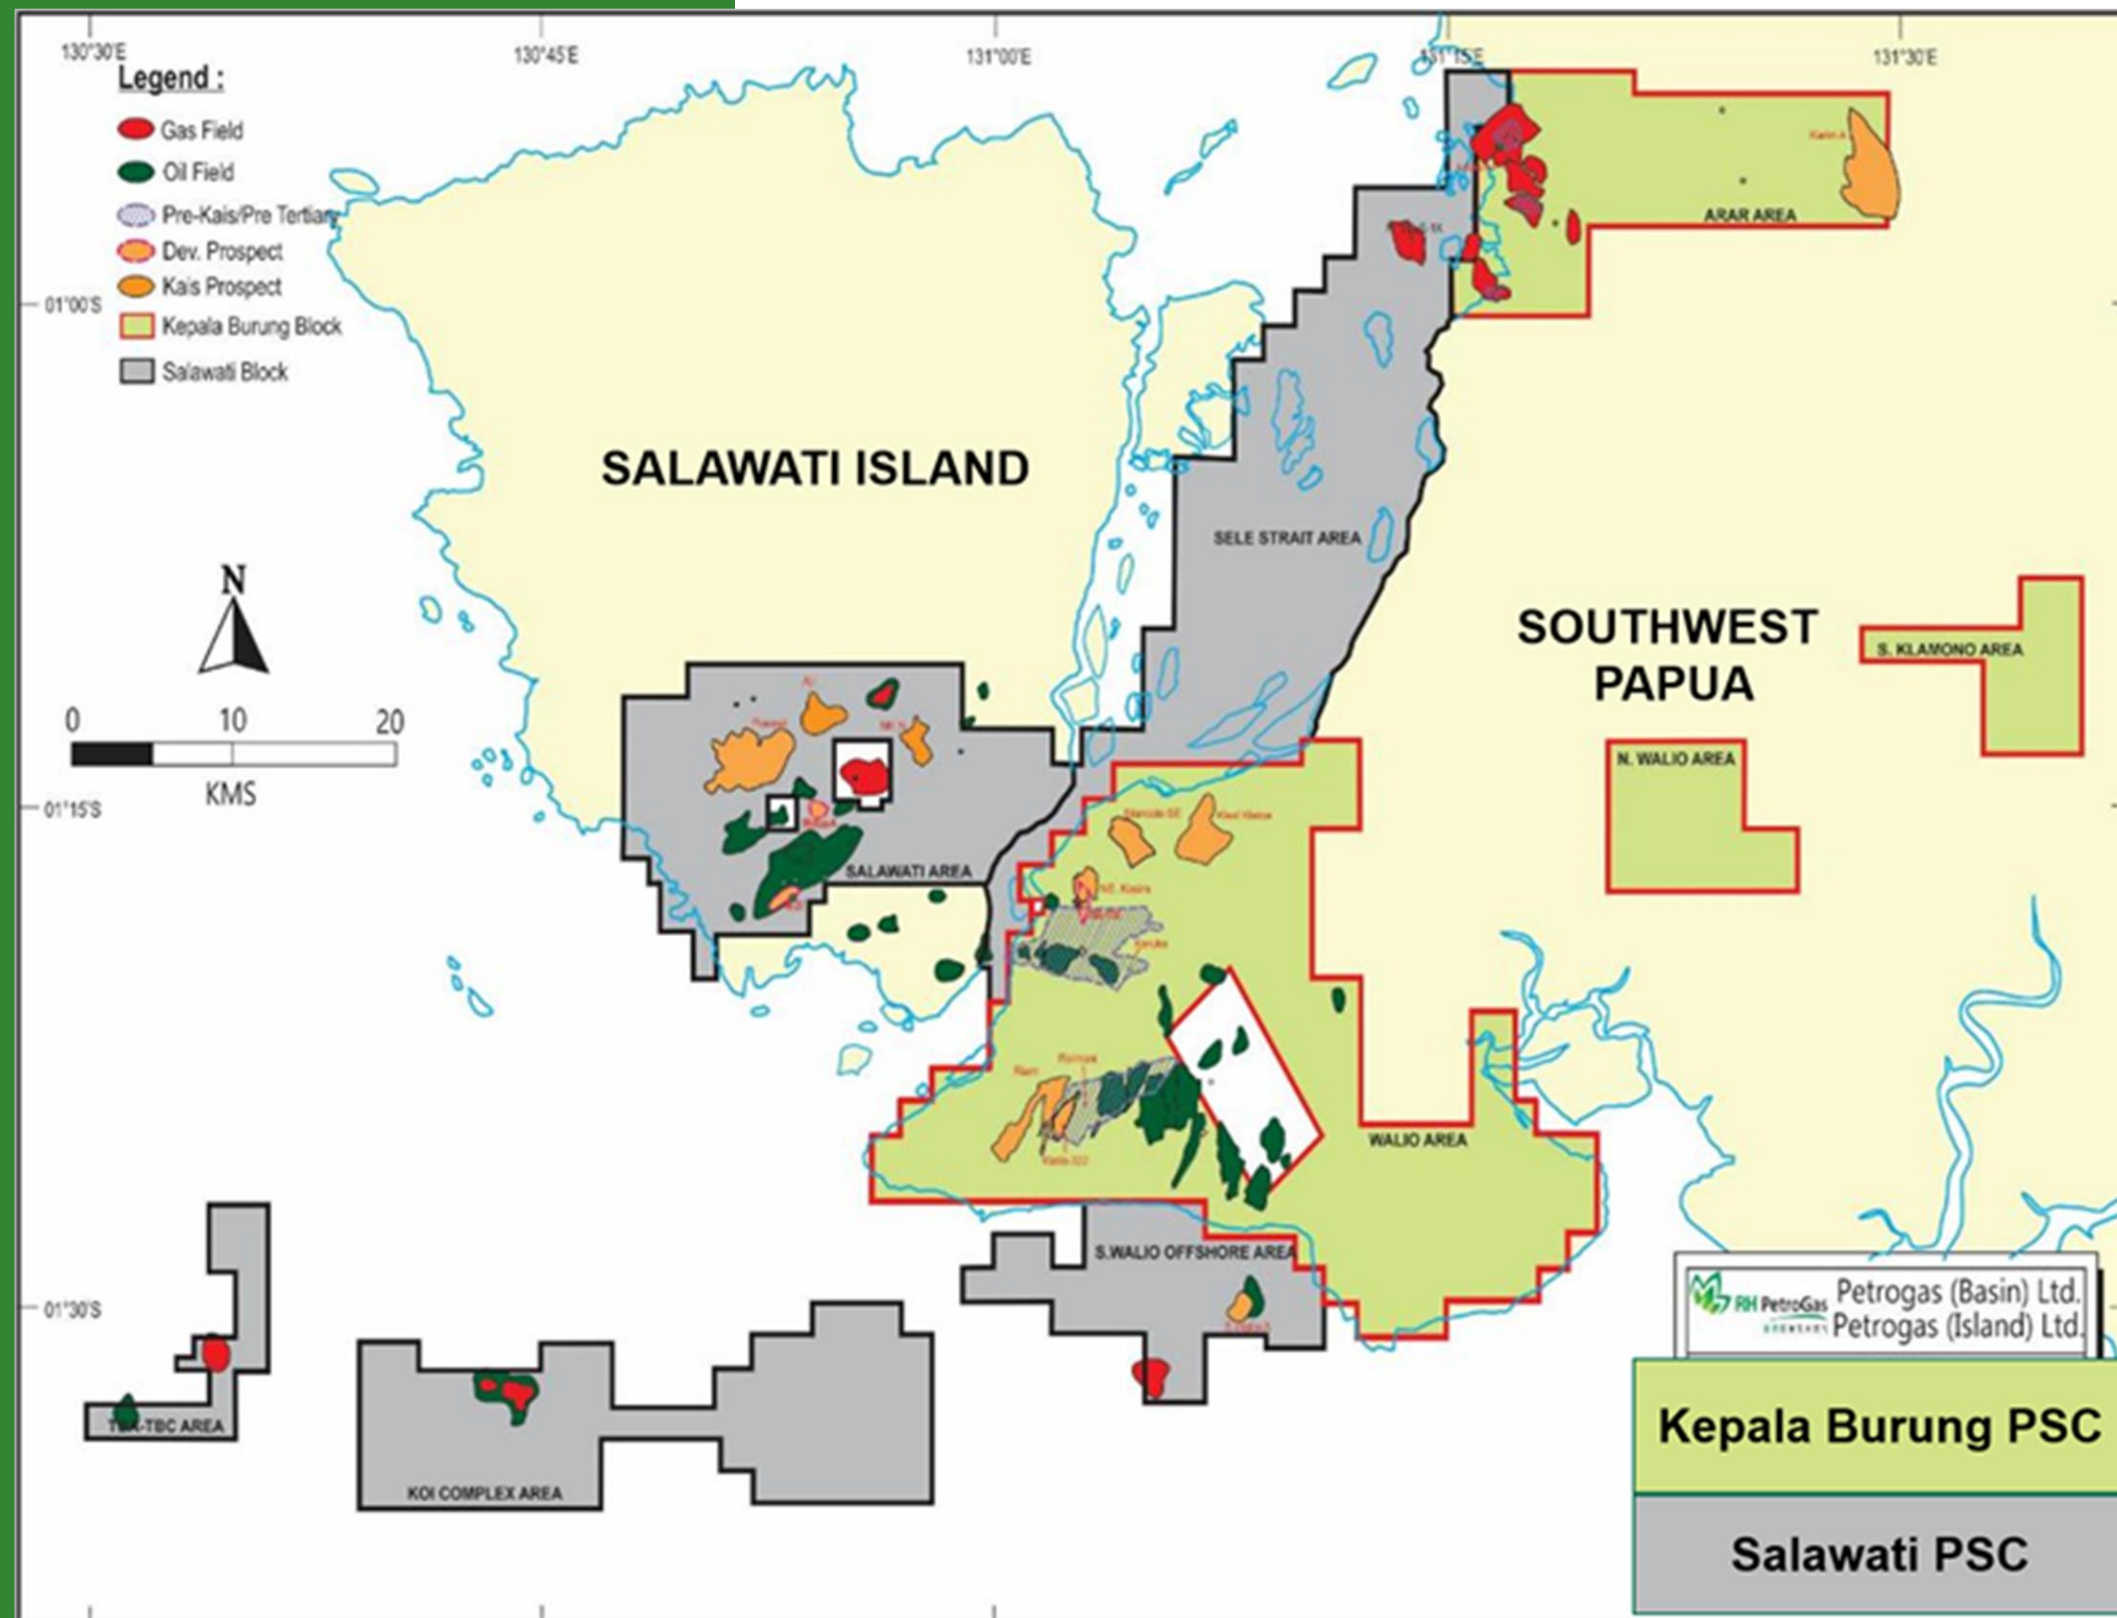 130°30'E
130°45'E
131°00'E
131°15'E
131°30'E
Legend :
Gas Field
Oil Field
Pre-Kais/Pre Tertiary
Dev. Prospect
Kais Prospect
Kepala Burung Block
Salawati Block
01°00'S
01°15'S
01°30'S
N
0 10 20
KMS
SALAWATI ISLAND
SOUTHWEST
PAPUA
ARAR AREA
SELE STRAIT AREA
S. KLAMONO AREA
N. WALIO AREA
SALAWATI AREA
NE. Kasira
WALIO AREA
Riam
S.WALIO OFFSHORE AREA
TBA-TBC AREA
KOI COMPLEX AREA
RH PetroGas
Petrogas (Basin) Ltd.
Petrogas (Island) Ltd.
Kepala Burung PSC
Salawati PSC